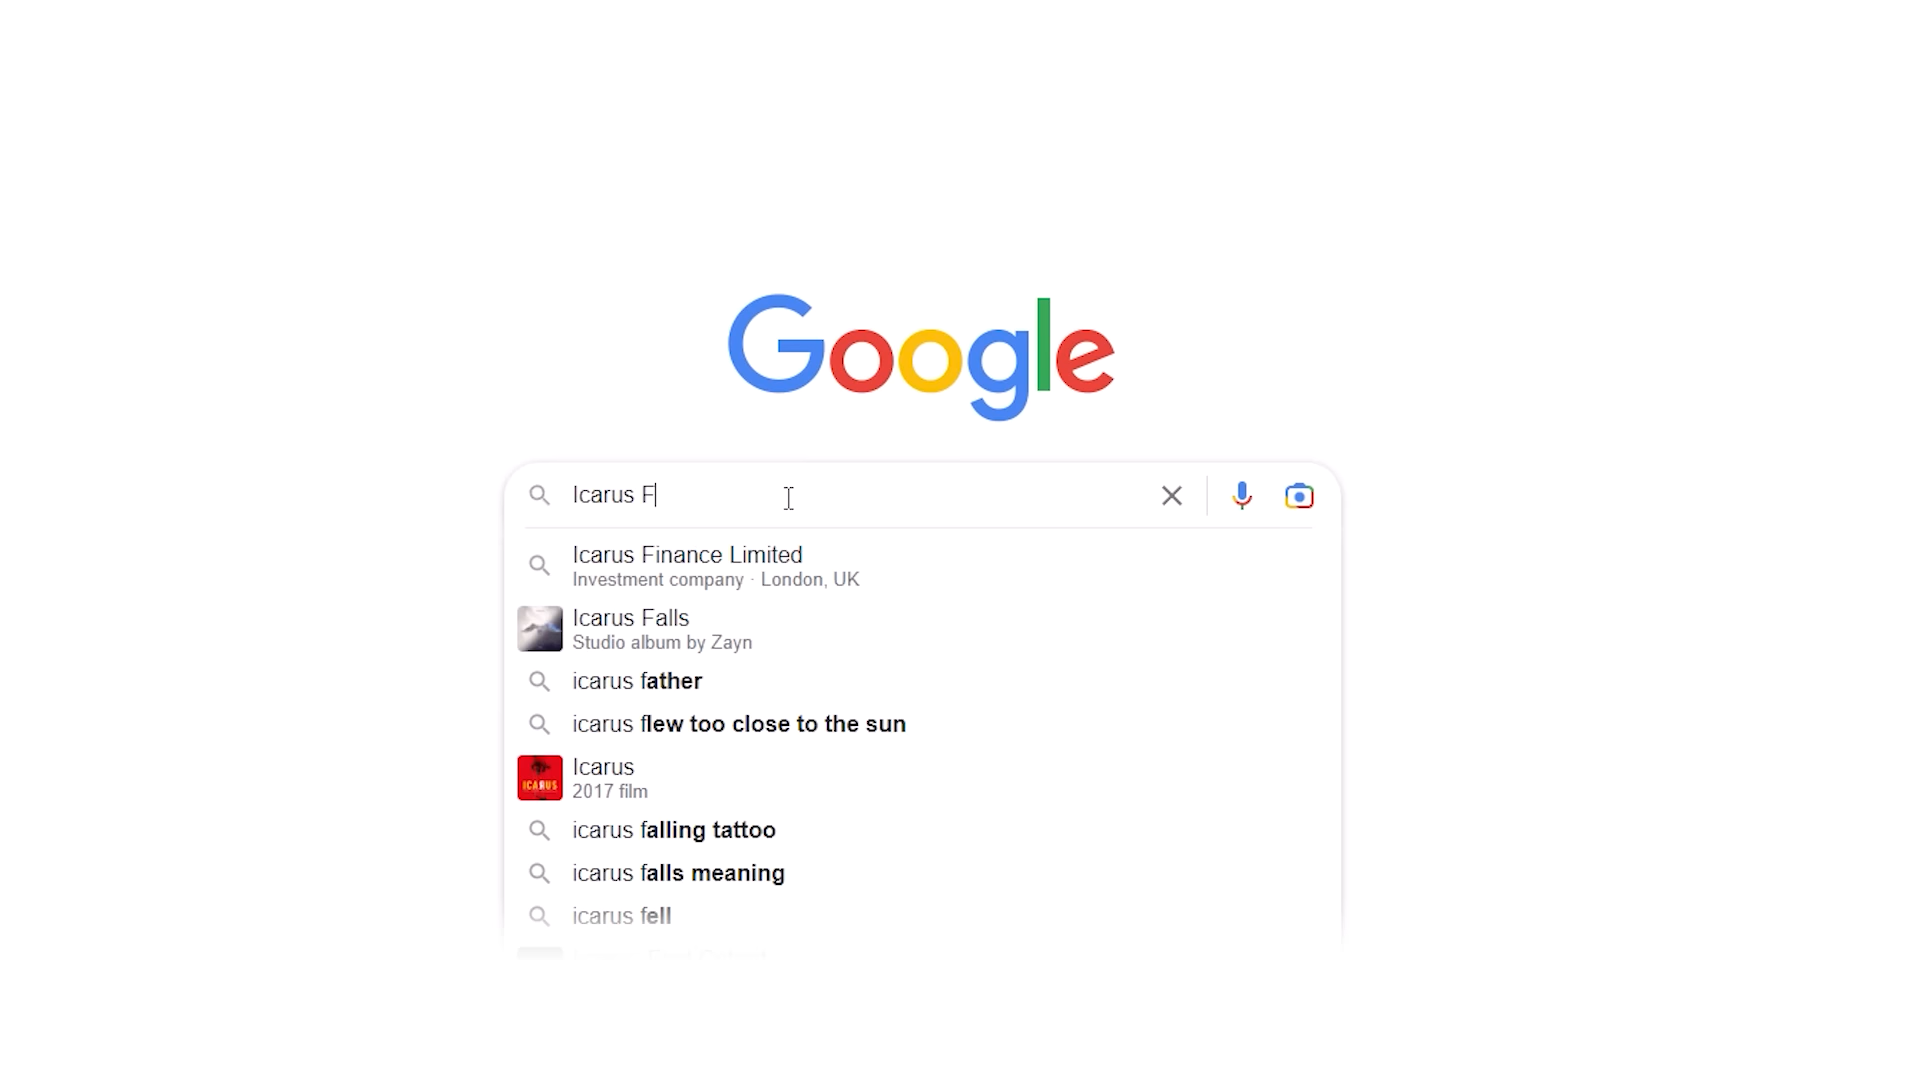 Google
Icarus F
Icarus Finance Limited
Investment company · London, UK
Icarus Falls
Studio album by Zayn
icarus father
icarus flew too close to the sun
ICARUS
Icarus
2017 film
icarus falling tattoo
icarus falls meaning
icarus fell